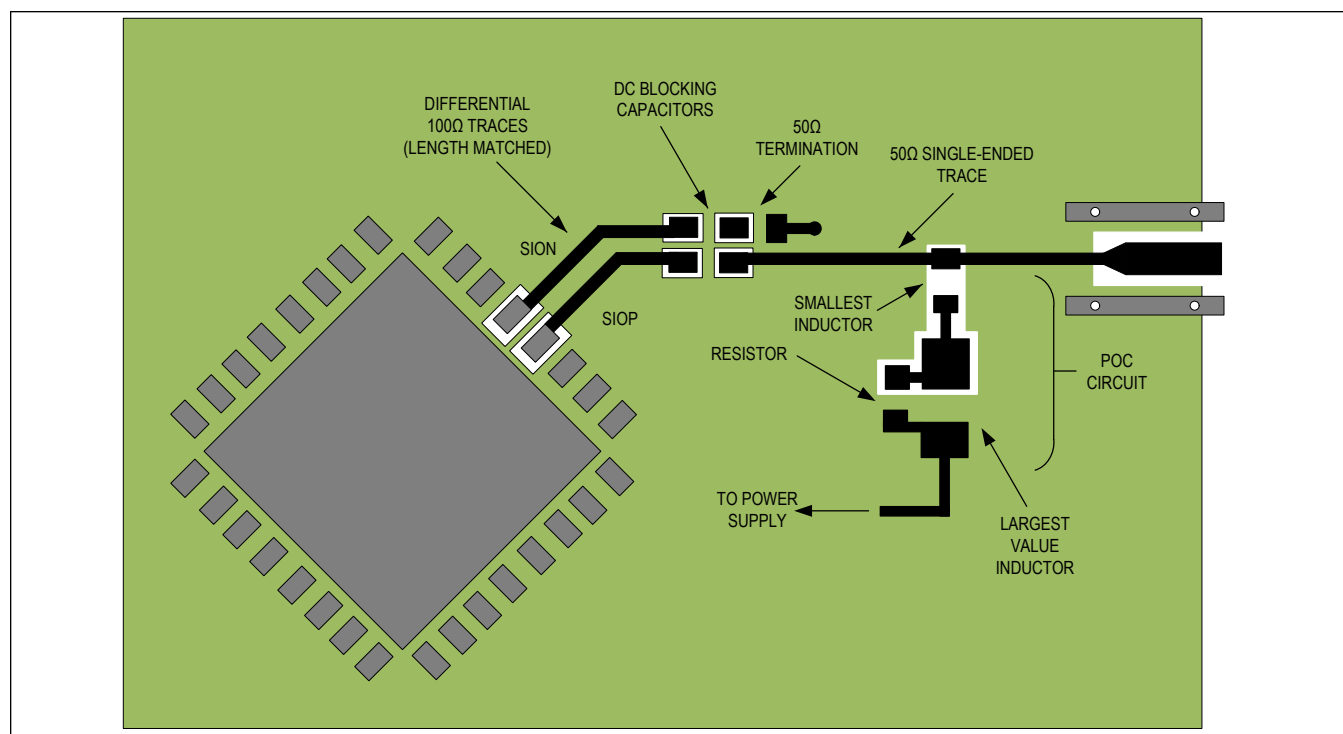 DIFFERENTIAL
100Ω TRACES
(LENGTH MATCHED)
DC BLOCKING
CAPACITORS
50Ω
TERMINATION
50Ω SINGLE-ENDED
TRACE
SION
SIOP
SMALLEST
INDUCTOR
RESISTOR
POC
CIRCUIT
TO POWER
SUPPLY
LARGEST
VALUE
INDUCTOR